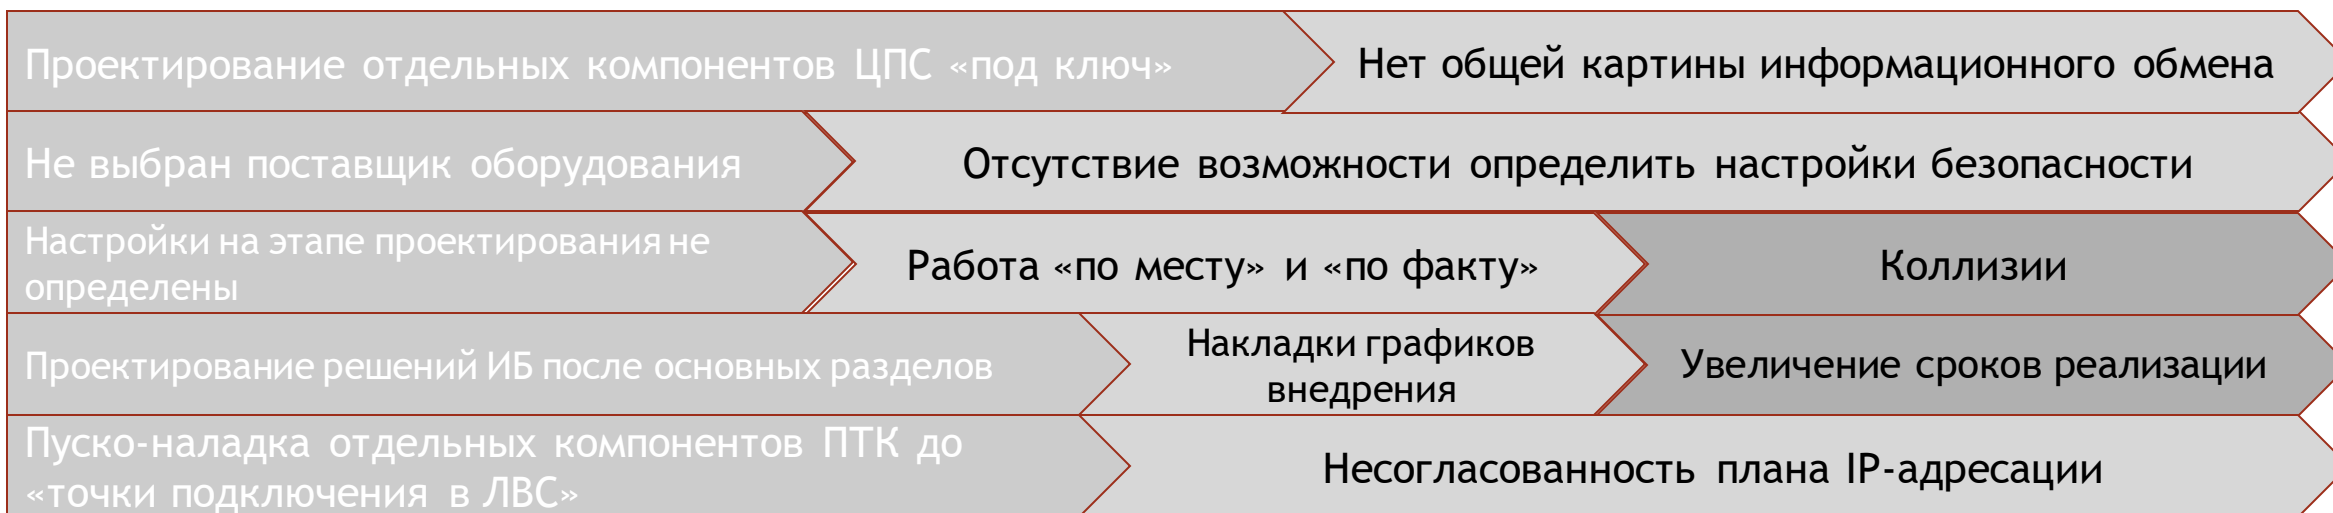 Проектирование отдельных компонентов ЦПС «под ключ»
Нет общей картины информационного обмена
Не выбран поставщик оборудования
Отсутствие возможности определить настройки безопасности
Настройки на этапе проектирования не
определены
Работа «по месту» и «по факту»
Коллизии
Проектирование решений ИБ после основных разделов
Накладки графиков
внедрения
Увеличение сроков реализации
Пуско-наладка отдельных компонентов ПТК до
«точки подключения в ЛВС»
Несогласованность плана IP-адресации